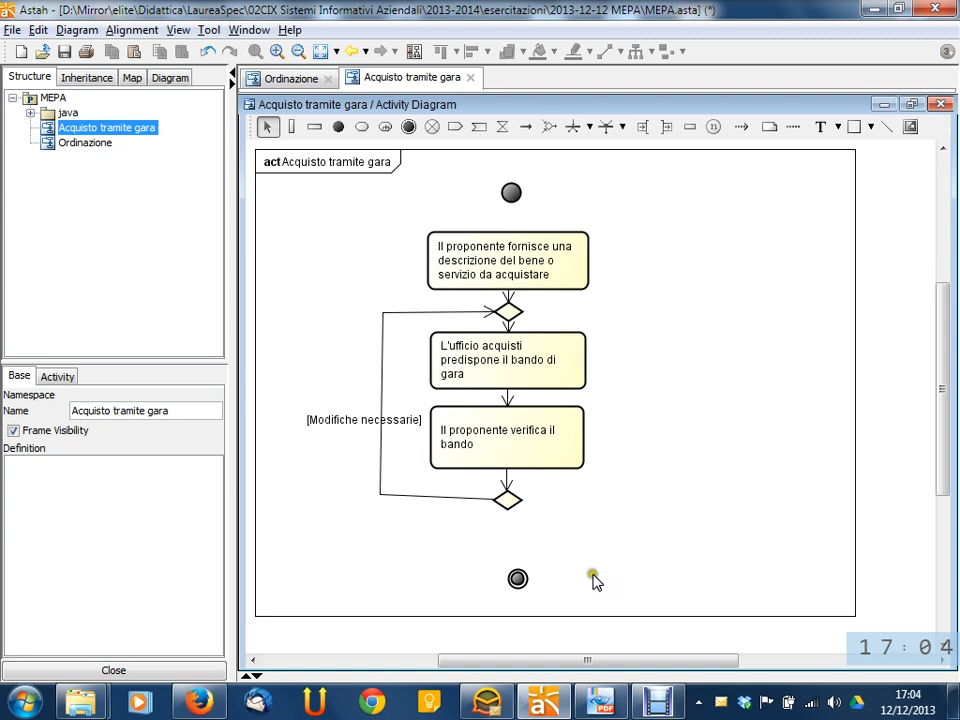 Astah - [D:\Mirror\elite\Didattica\LaureaSpec\02CIX Sistemi Informativi Aziendali\2013-2014\esercitazioni\2013-12-12 MEPA\MEPA.asta] (*)
File Edit Diagram Alignment View Tool Window Help
3
Structure Inheritance Map Diagram
Ordinazione Acquisto tramite gara
MEPA
java
Acquisto tramite gara
Ordinazione
Acquisto tramite gara / Activity Diagram
T
act Acquisto tramite gara
Il proponente fornisce una
descrizione del bene o
servizio da acquistare
L'ufficio acquisti
predispone il bando di
gara
[Modifiche necessarie]
Il proponente verifica il
bando
Base Activity
Namespace
Name Acquisto tramite gara
Frame Visibility
Definition
Close
17:04
PDF
17:04
12/12/2013